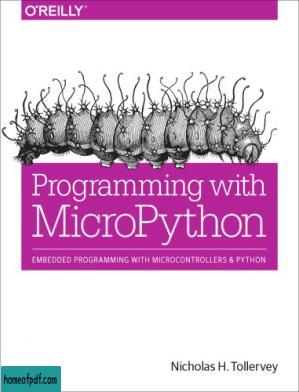 O'REILLY®
Programming with
MicroPython
EMBEDDED PROGRAMMING WITH MICROCONTROLLERS & PYTHON
Nicholas H. Tollervey
homeofpdf.com